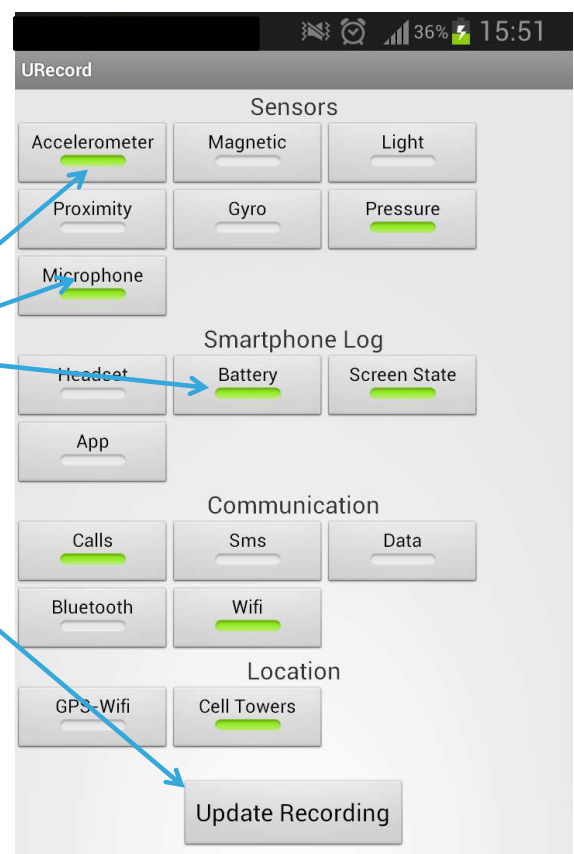 36% 15:51
URecord
Sensors
Accelerometer Magnetic Light
Proximity Gyro Pressure
Microphone
Smartphone Log
Headset Battery Screen State
App
Communication
Calls Sms Data
Bluetooth Wifi
Location
GPS-Wifi Cell Towers
Update Recording